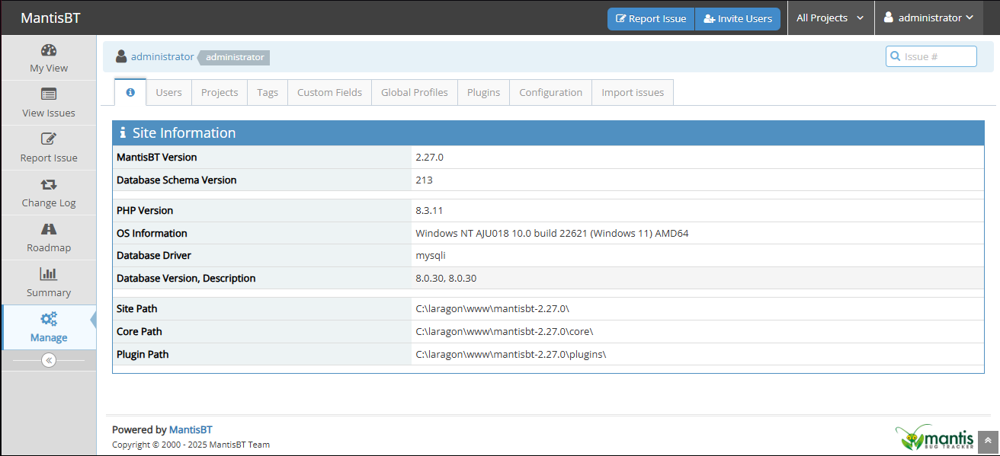 MantisBT
Report Issue
Invite Users
All Projects
administrator
My View
View Issues
Report Issue
Change Log
Roadmap
Summary
Manage
administrator administrator
Issue #
Users Projects Tags Custom Fields Global Profiles Plugins Configuration Import issues
Site Information
MantisBT Version 2.27.0
Database Schema Version 213
PHP Version 8.3.11
OS Information Windows NT AJU018 10.0 build 22621 (Windows 11) AMD64
Database Driver mysqli
Database Version, Description 8.0.30, 8.0.30
Site Path C:\laragon\www\mantisbt-2.27.0\
Core Path C:\laragon\www\mantisbt-2.27.0\core\
Plugin Path C:\laragon\www\mantisbt-2.27.0\plugins\
Powered by MantisBT
Copyright © 2000 - 2025 MantisBT Team
mantis
BUG TRACKER